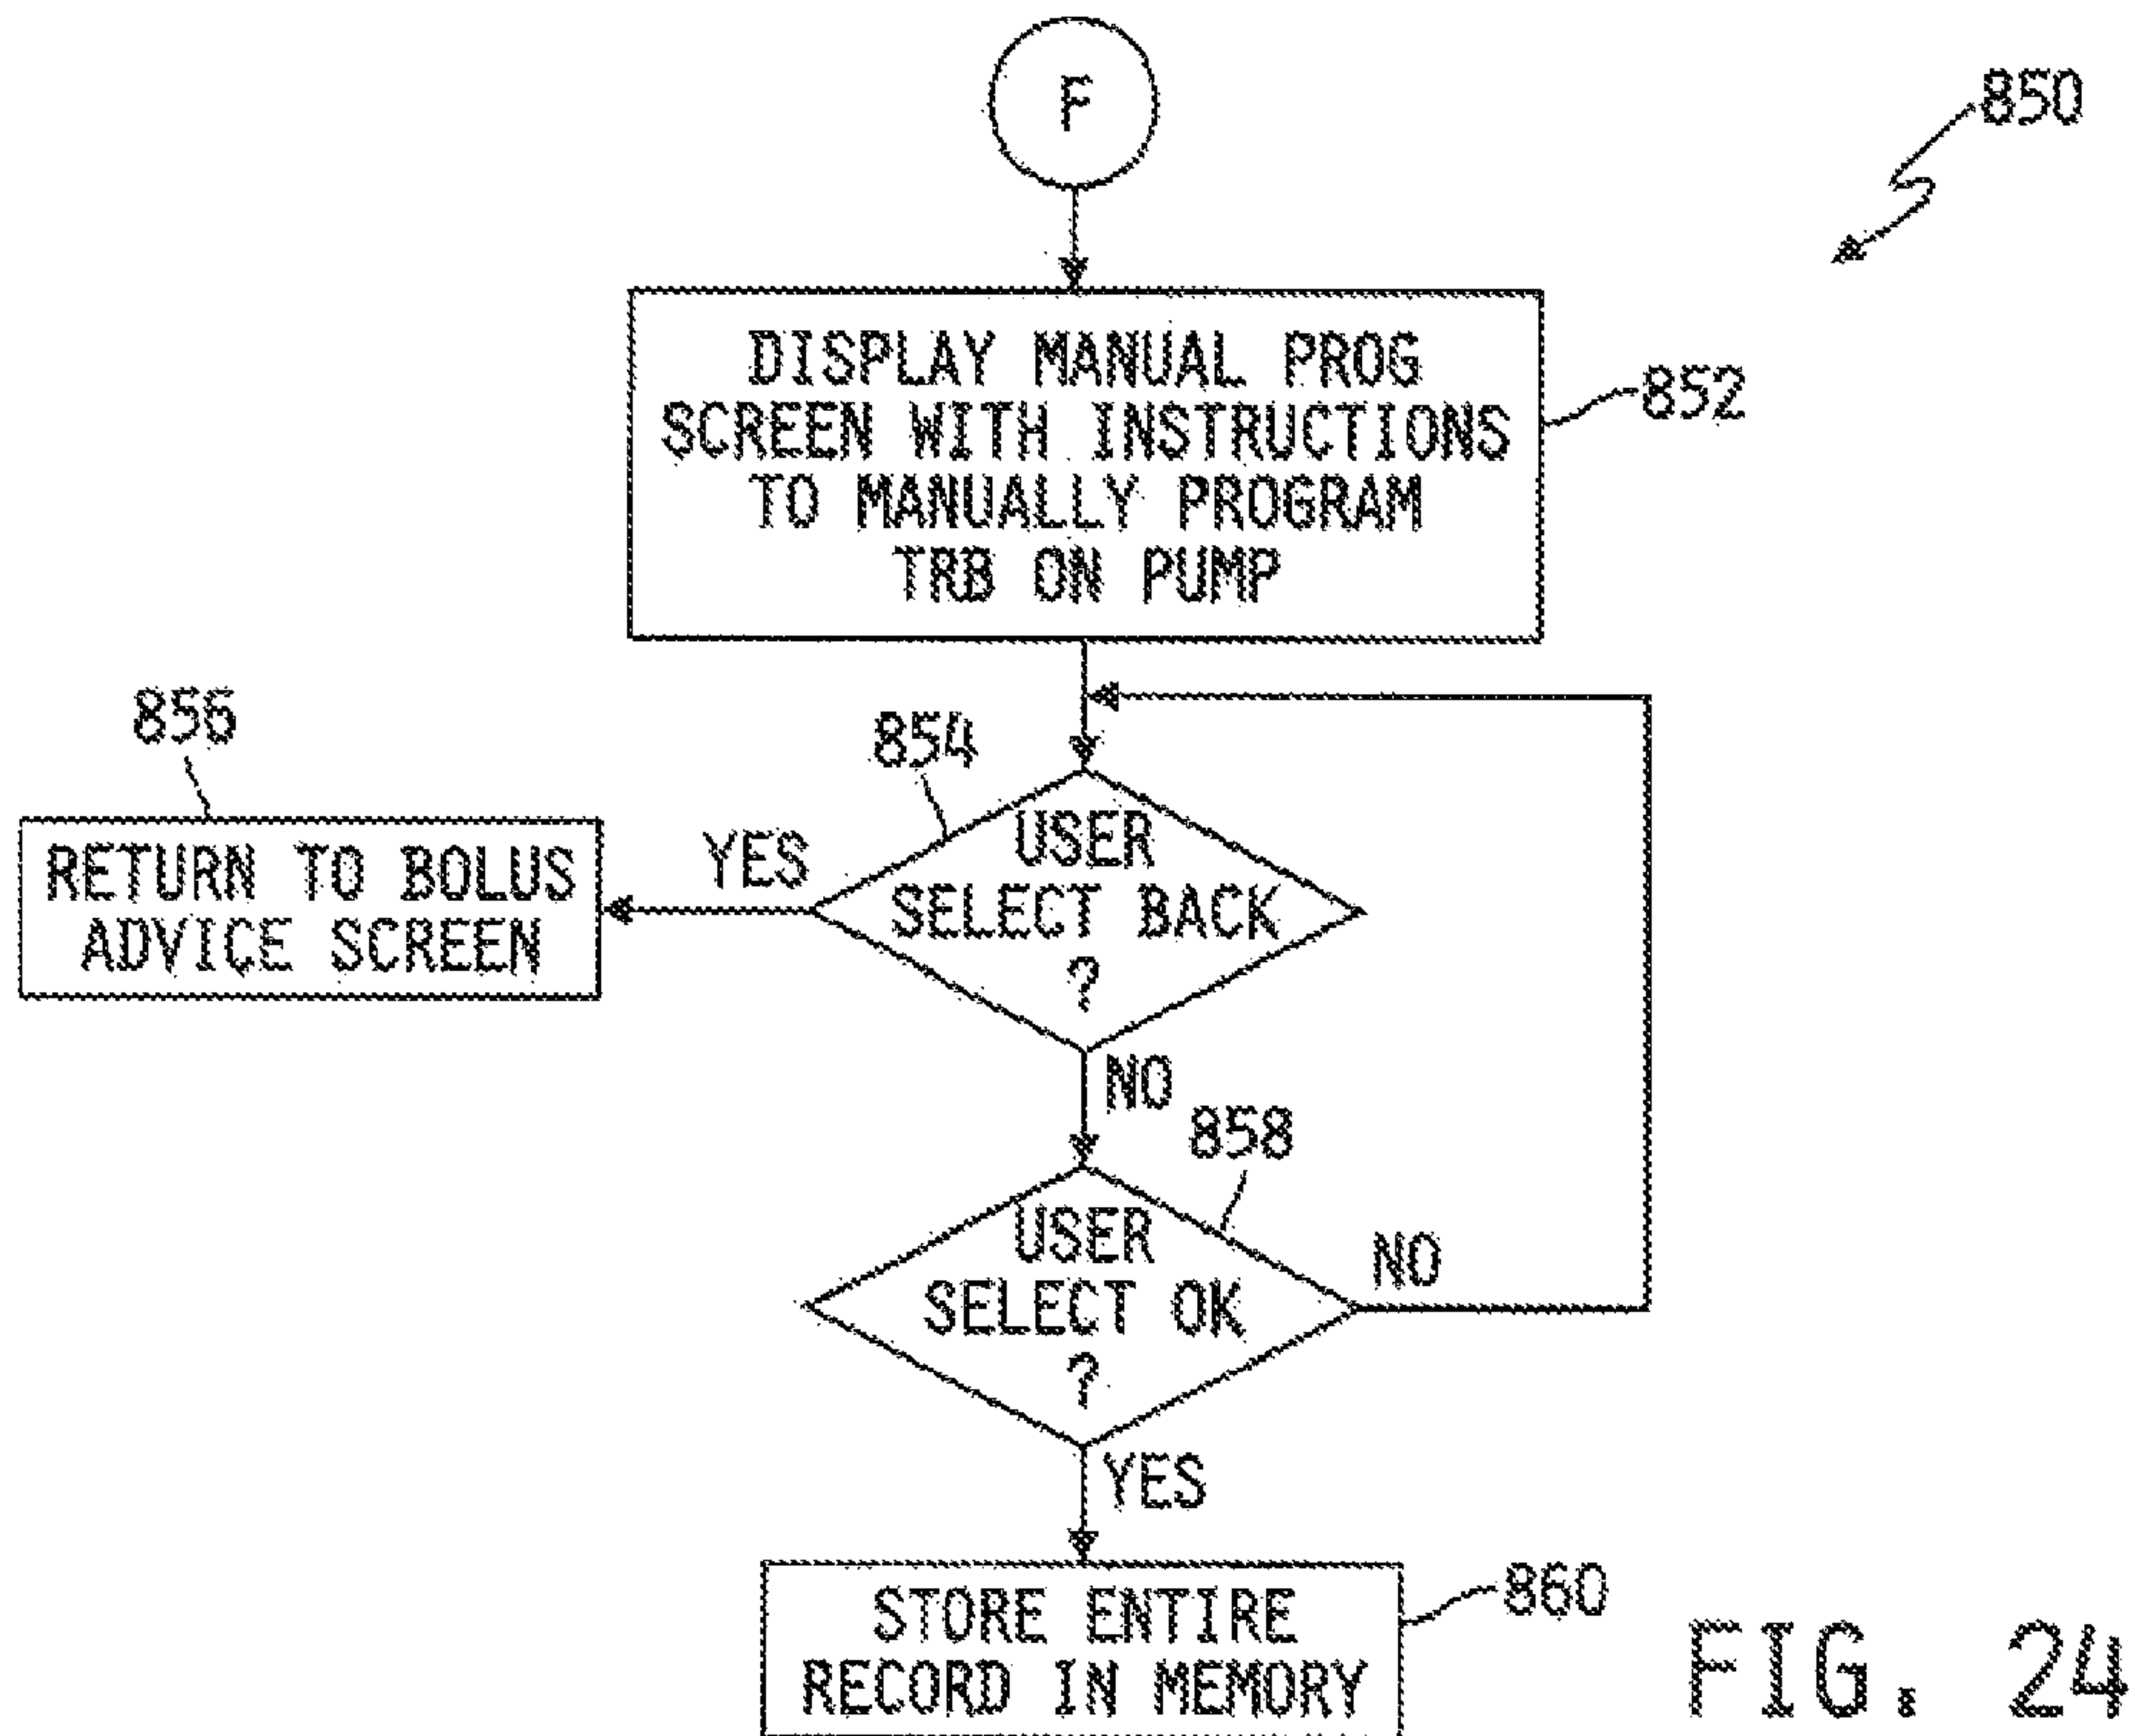 F
850
DISPLAY MANUAL PROG
SCREEN WITH INSTRUCTIONS
TO MANUALLY PROGRAM
TRB ON PUMP
852
856
854
RETURN TO BOLUS
ADVICE SCREEN
YES
USER
SELECT BACK
?
NO
858
USER
SELECT OK
?
NO
YES
STORE ENTIRE
RECORD IN MEMORY
860
FIG. 24